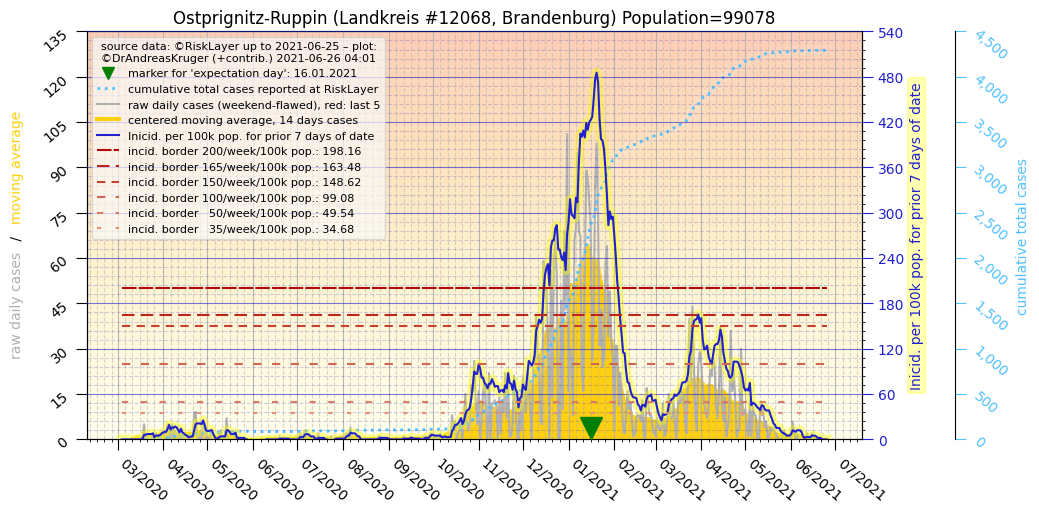 Ostprignitz-Ruppin (Landkreis #12068, Brandenburg) Population=99078
source data: ©RiskLayer up to 2021-06-25 – plot:
©DrAndreasKruger (+contrib.) 2021-06-26 04:01
marker for 'expectation day': 16.01.2021
cumulative total cases reported at RiskLayer
raw daily cases (weekend-flawed), red: last 5
centered moving average, 14 days cases
Inicid. per 100k pop. for prior 7 days of date
incid. border 200/week/100k pop.: 198.16
incid. border 165/week/100k pop.: 163.48
incid. border 150/week/100k pop.: 148.62
incid. border 100/week/100k pop.: 99.08
incid. border 50/week/100k pop.: 49.54
incid. border 35/week/100k pop.: 34.68
raw daily cases / moving average
135
120
105
90
75
60
45
30
15
0
540
480
420
360
300
240
180
120
60
0
Inicid. per 100k pop. for prior 7 days of date
4,500
4,000
3,500
3,000
2,500
2,000
1,500
1,000
500
0
cumulative total cases
03/2020
04/2020
05/2020
06/2020
07/2020
08/2020
09/2020
10/2020
11/2020
12/2020
01/2021
02/2021
03/2021
04/2021
05/2021
06/2021
07/2021